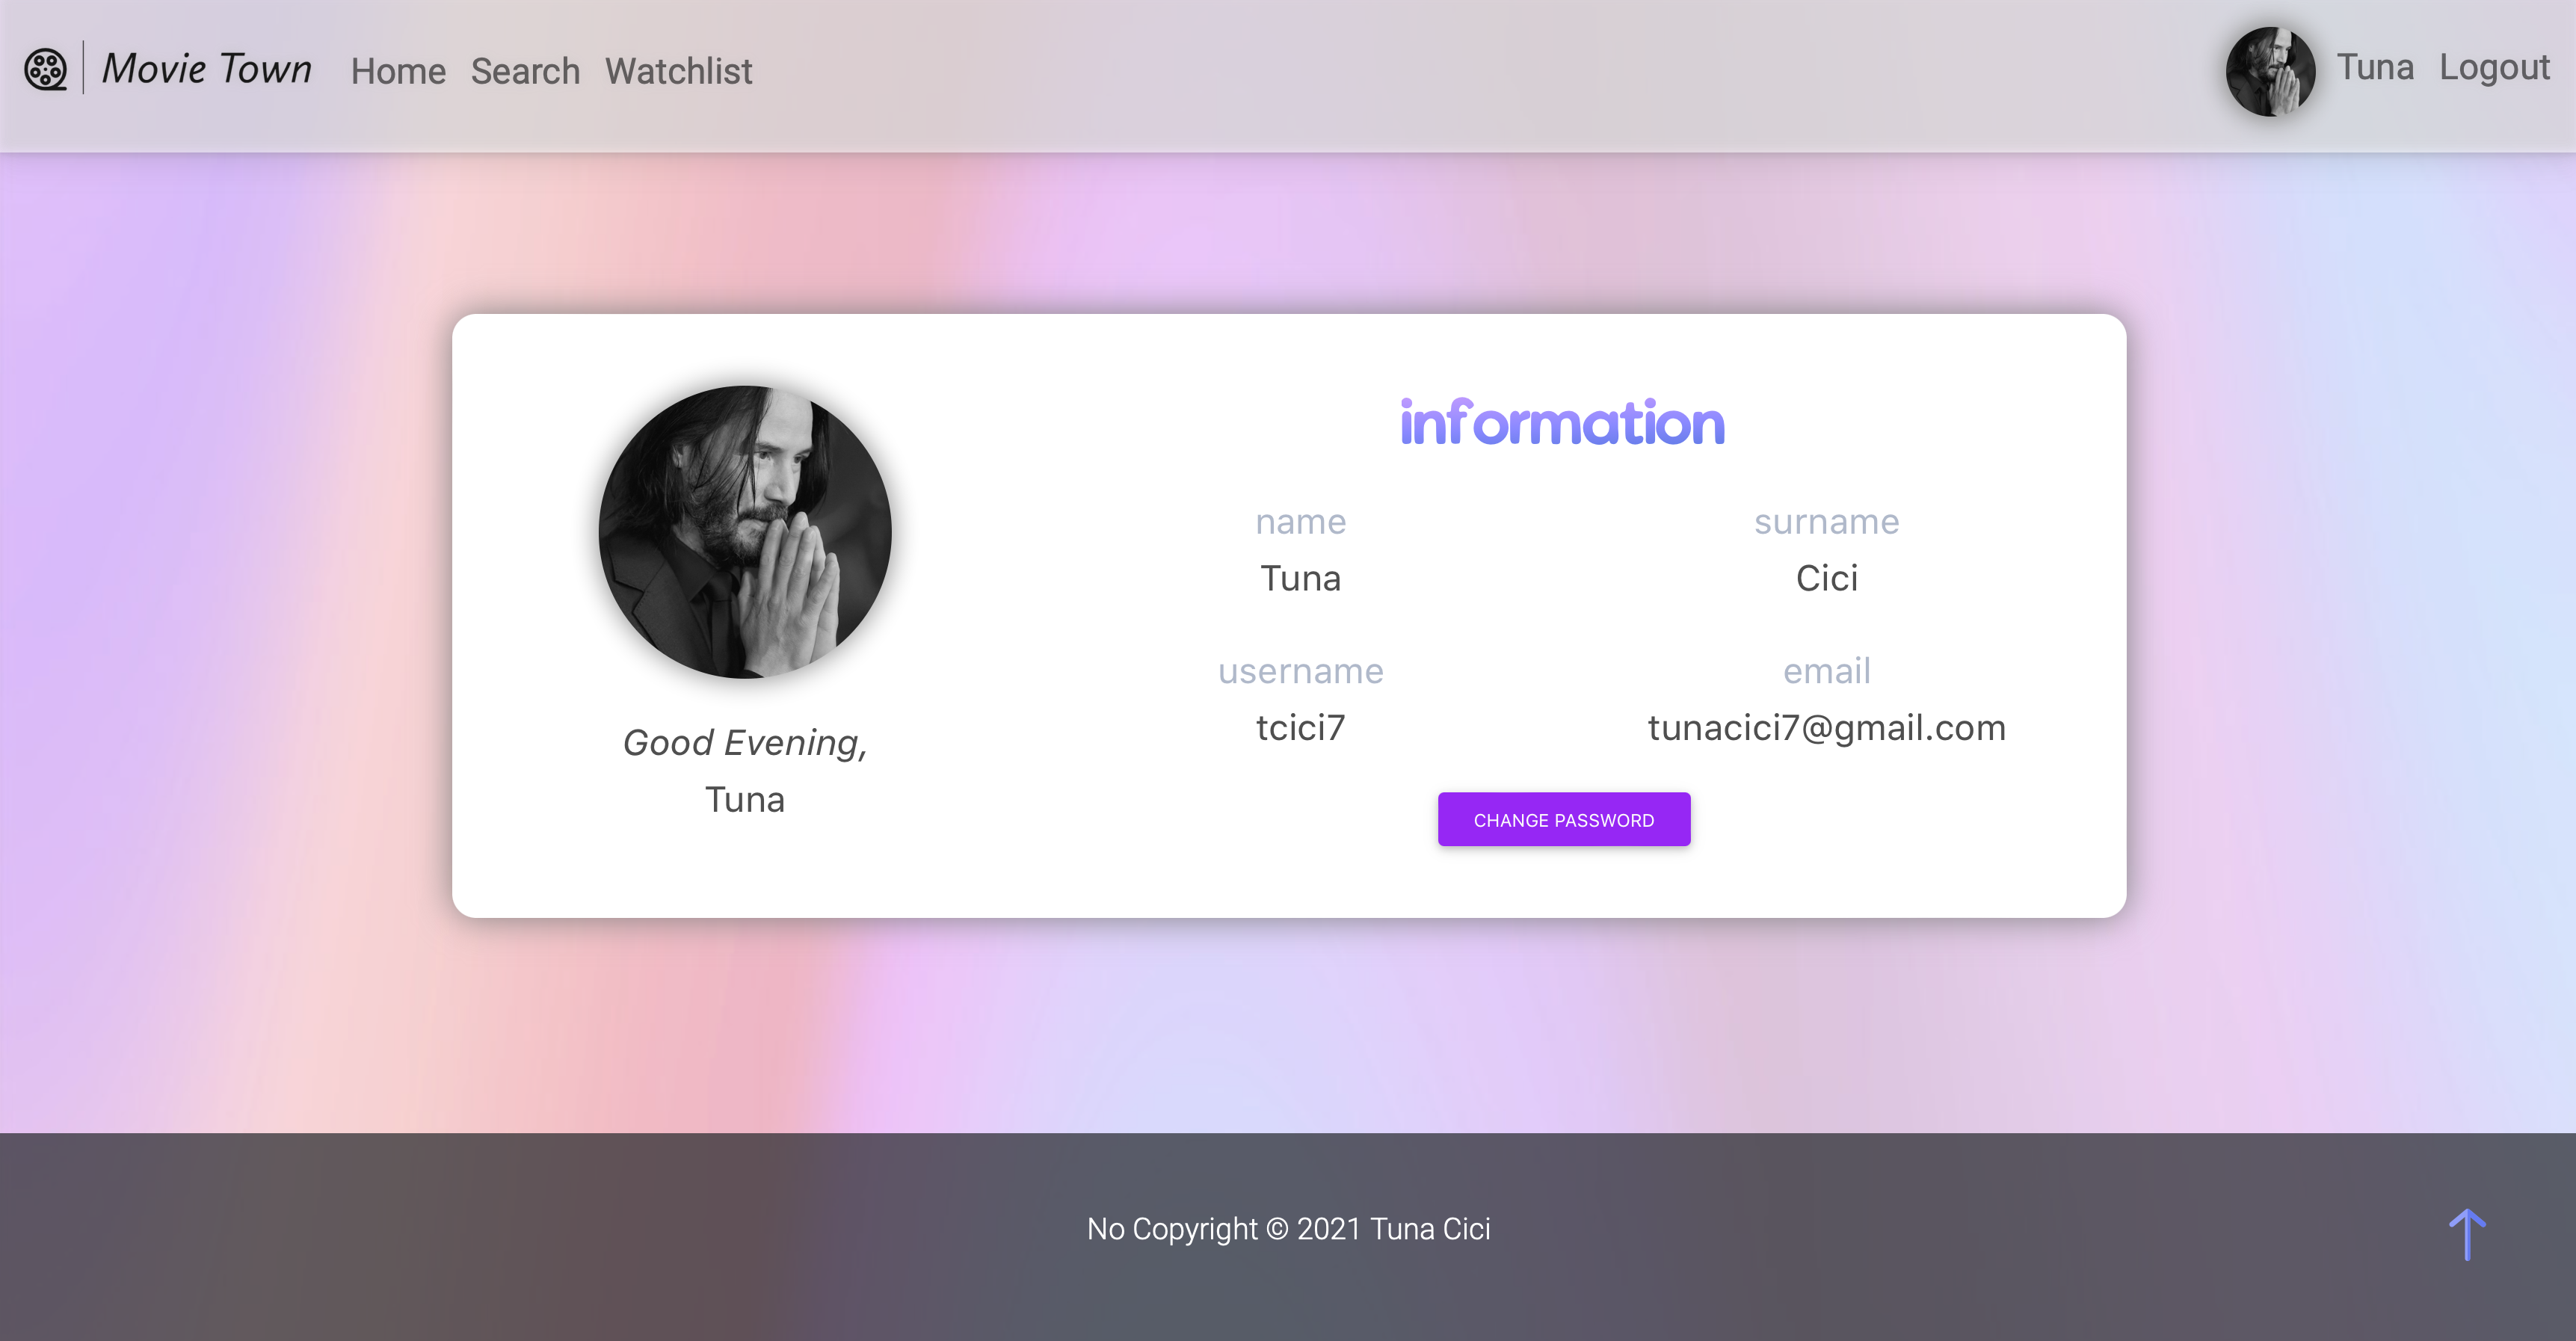 Movie Town Home Search Watchlist Tuna Logout
information
name surname
Tuna Cici
username email
tcici7 tunacici7@gmail.com
Good Evening,
Tuna
CHANGE PASSWORD
No Copyright © 2021 Tuna Cici